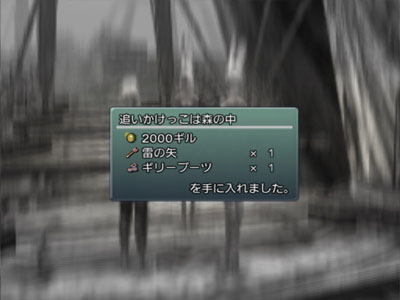 追いかけっこは森の中
2000ギル
雷の矢 × 1
ギリーブーツ × 1
を手に入れました。